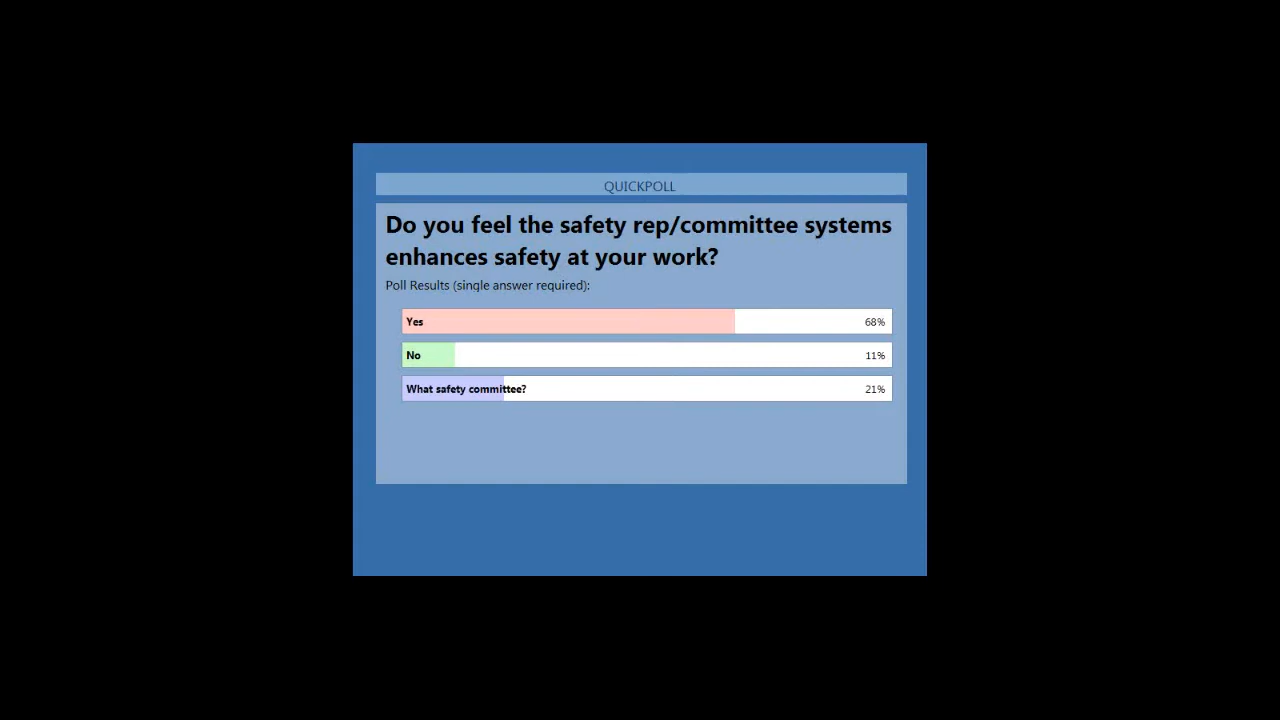 QUICKPOLL
Do you feel the safety rep/committee systems
enhances safety at your work?
Poll Results (single answer required):
Yes 68%
No 11%
What safety committee? 21%